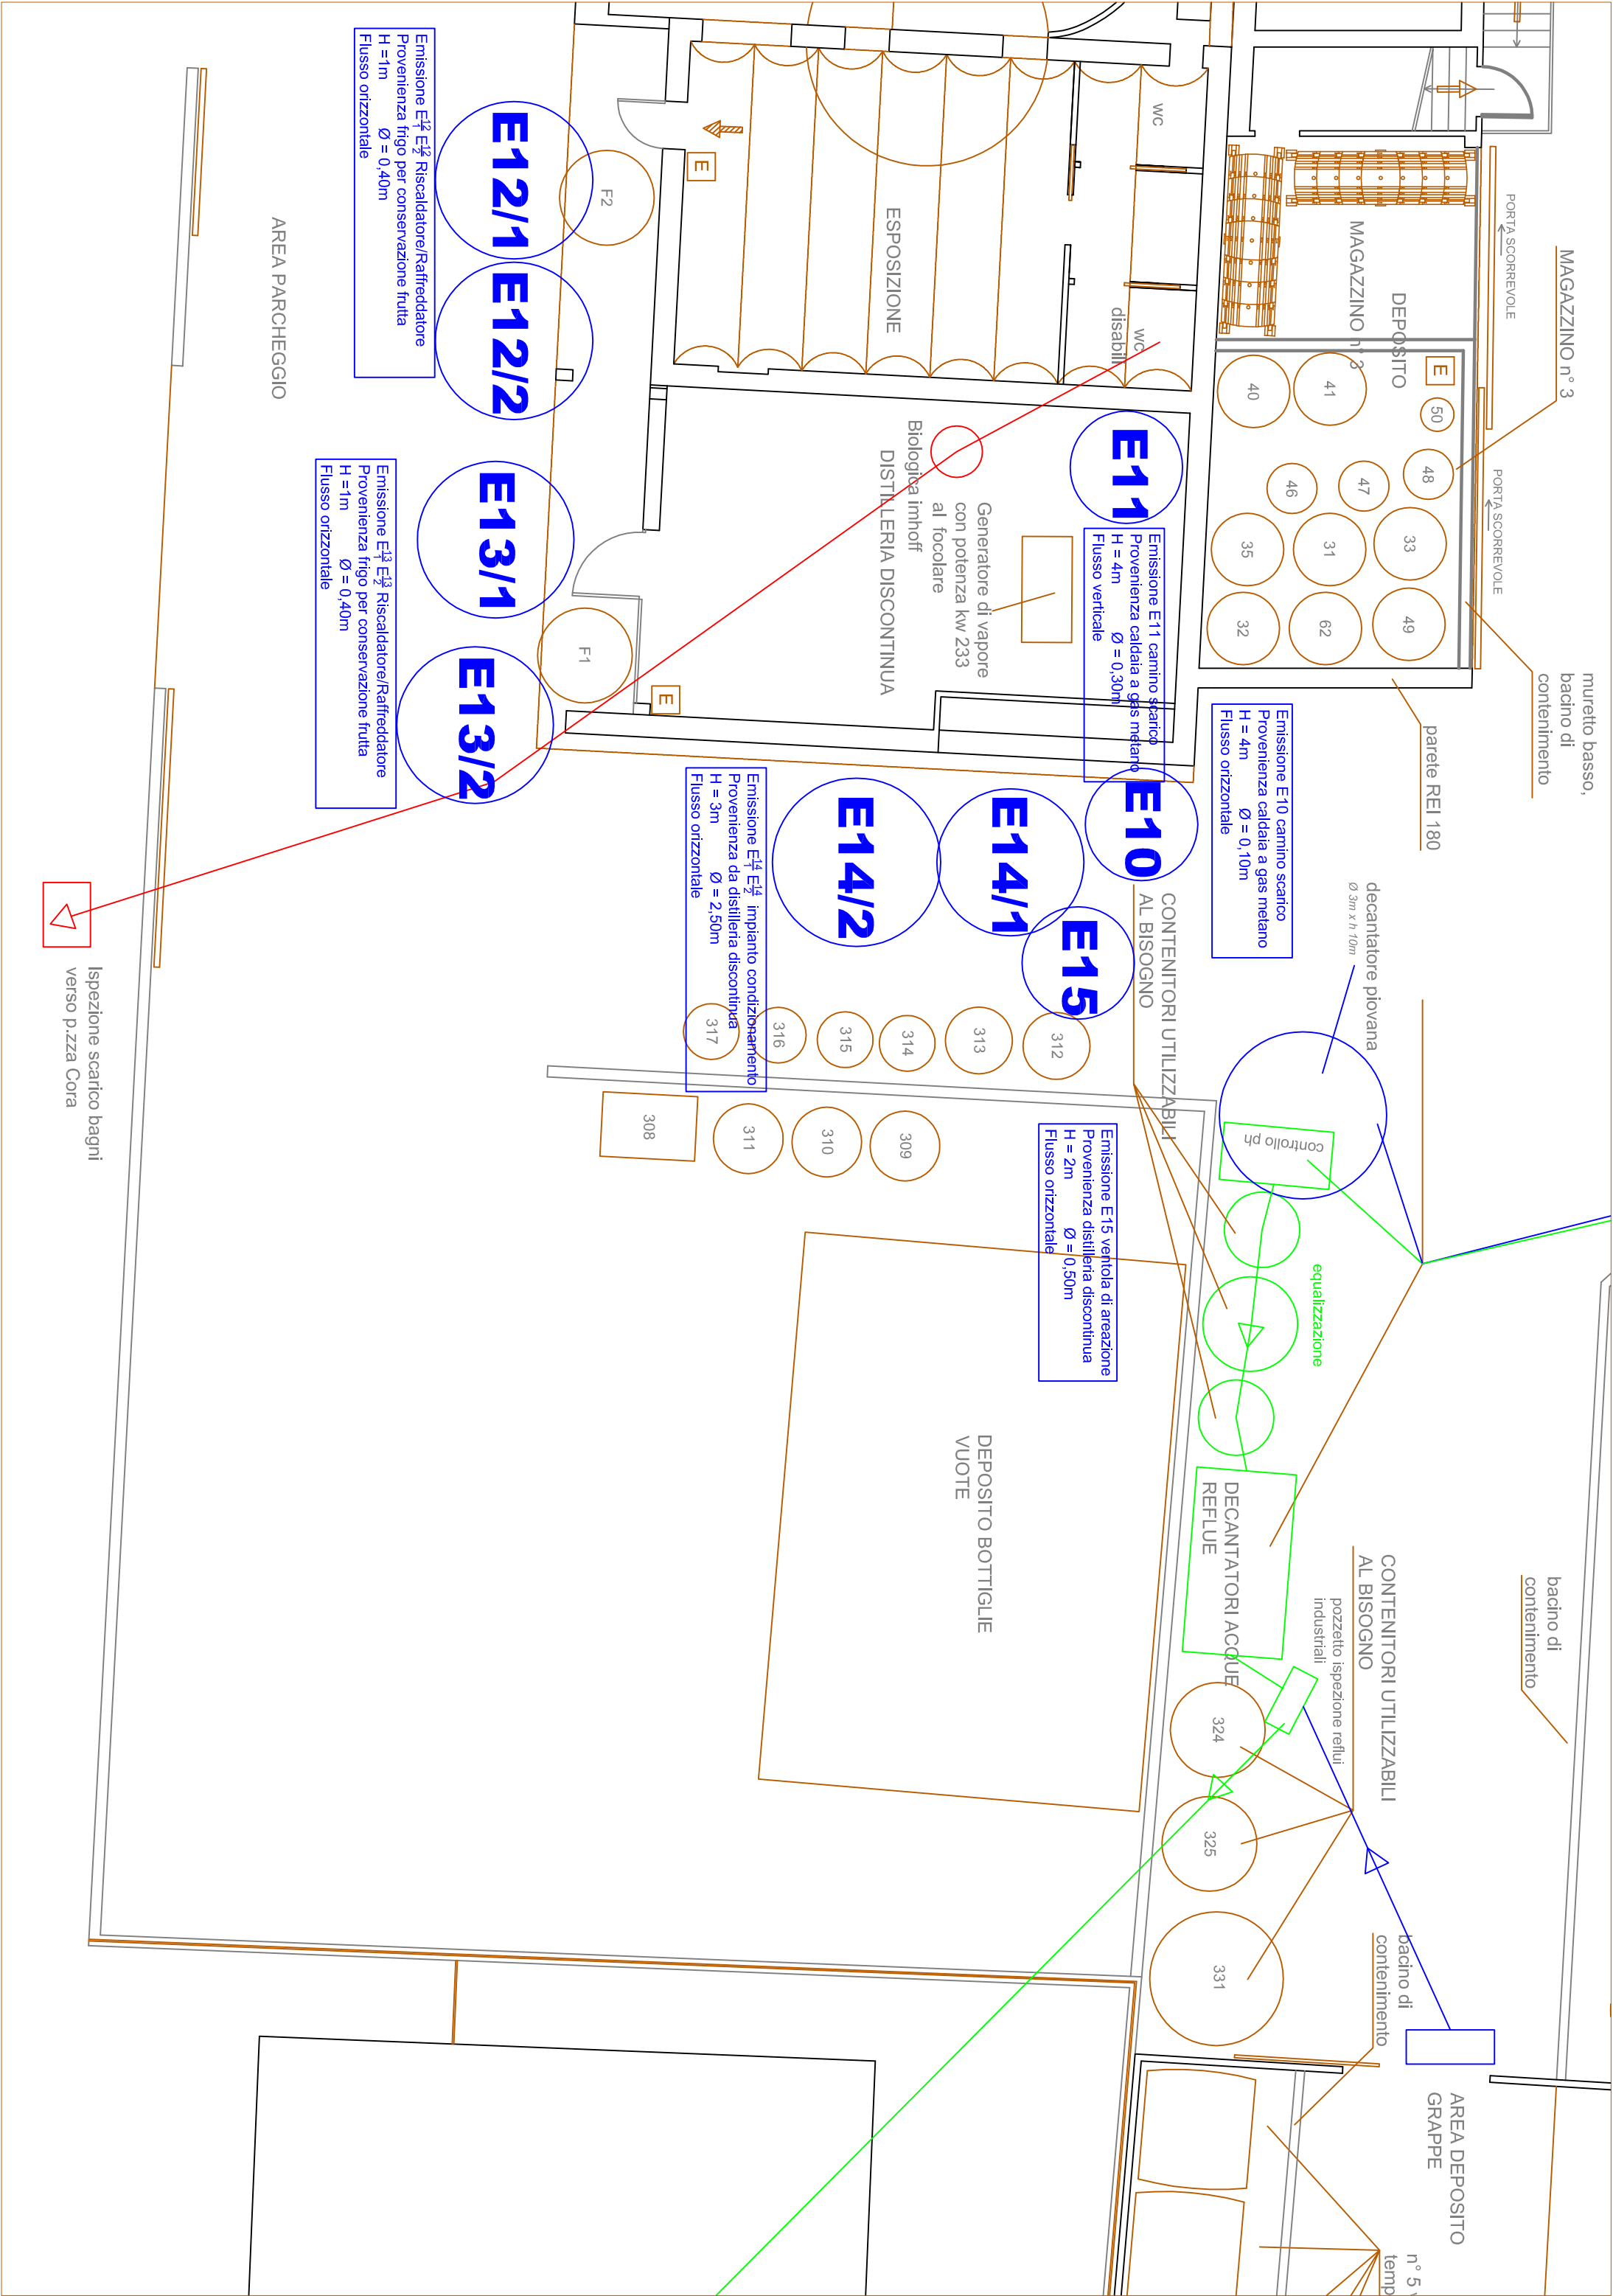 MAGAZZINO n° 3
PORTA SCORREVOLE
PORTA SCORREVOLE
muretto basso,
bacino di
contenimento
parete REI 180
DEPOSITO
MAGAZZINO n° 3
E
50
41
40
48
47
46
33
31
35
49
62
32
wc
wc
disabili
ESPOSIZIONE
E
F2
AREA PARCHEGGIO
Emissione E12/1 E12/2 Riscaldatore/Raffreddatore
Provenienza frigo per conservazione frutta
H =1m Ø = 0,40m
Flusso orizzontale
E12/1
E12/2
Emissione E13/1 E13/2 Riscaldatore/Raffreddatore
Provenienza frigo per conservazione frutta
H =1m Ø = 0,40m
Flusso orizzontale
E13/1
E13/2
F1
E
Generatore di vapore
con potenza kw 233
al focolare
Biologica imhoff
DISTILLERIA DISCONTINUA
E11
Emissione E11 camino scarico
Provenienza caldaia a gas metano
H = 4m Ø = 0,30m
Flusso verticale
Emissione E10 camino scarico
Provenienza caldaia a gas metano
H = 4m Ø = 0,10m
Flusso orizzontale
E10
E14/1
E14/2
E15
Emissione E14/1 E14/2 impianto condizionamento
Provenienza da distilleria discontinua
H = 3m Ø = 2,50m
Flusso orizzontale
CONTENITORI UTILIZZABILI
AL BISOGNO
decantatore piovana
Ø 3m x h 10m
312
313
314
315
316
317
309
310
311
308
Ispezione scarico bagni
verso p.zza Cora
Emissione E15 ventola di areazione
Provenienza distilleria discontinua
H = 2m Ø = 0,50m
Flusso orizzontale
controllo ph
equalizzazione
DEPOSITO BOTTIGLIE
VUOTE
DECANTATORI ACQUE
REFLUE
CONTENITORI UTILIZZABILI
AL BISOGNO
pozzetto ispezione reflui
industriali
bacino di
contenimento
324
325
331
bacino di
contenimento
AREA DEPOSITO
GRAPPE
n° 5
temp